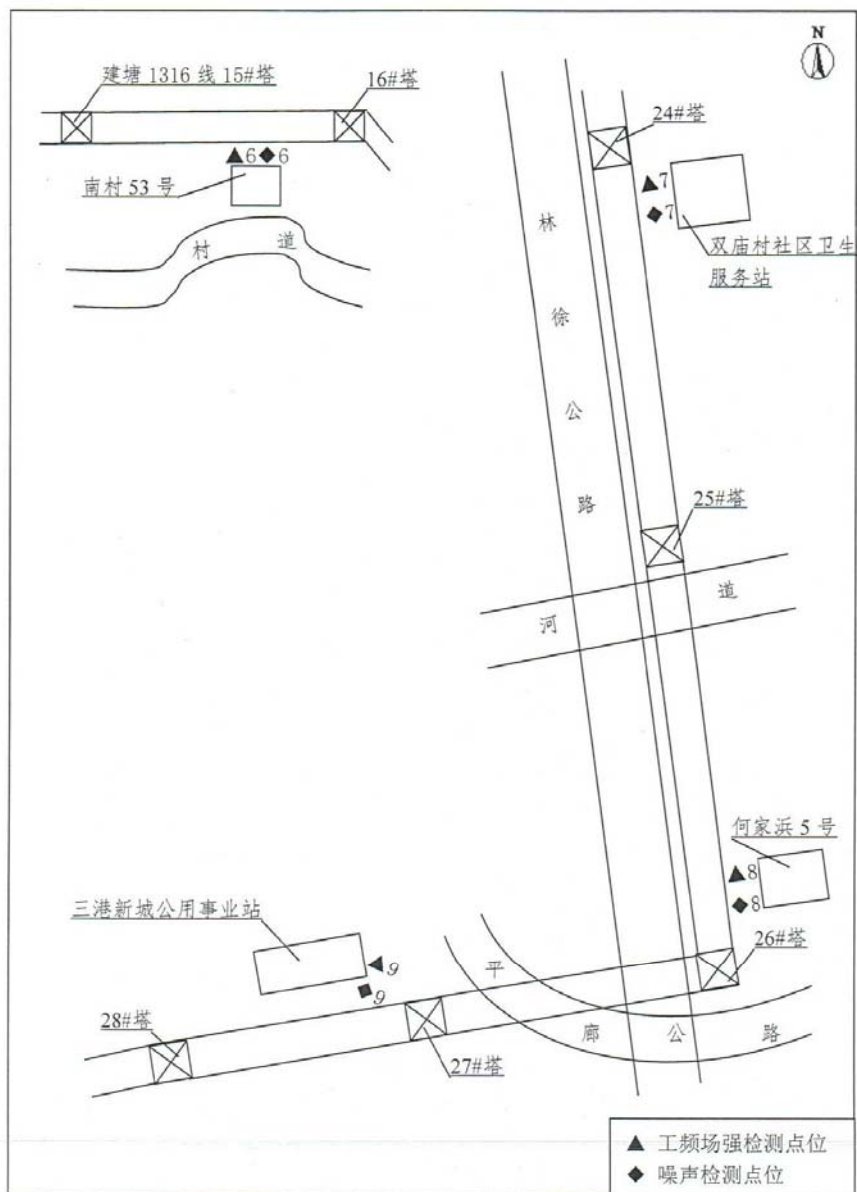 N
建塘 1316 线 15#塔
16#塔
6 6
南村 53 号
村道
24#塔
7
7
双庙村社区卫生
服务站
林徐公路
25#塔
河道
何家浜 5 号
8
8
三港新城公用事业站
9
9
26#塔
平廊公路
28#塔
27#塔
▲ 工频场强检测点位
◆ 噪声检测点位